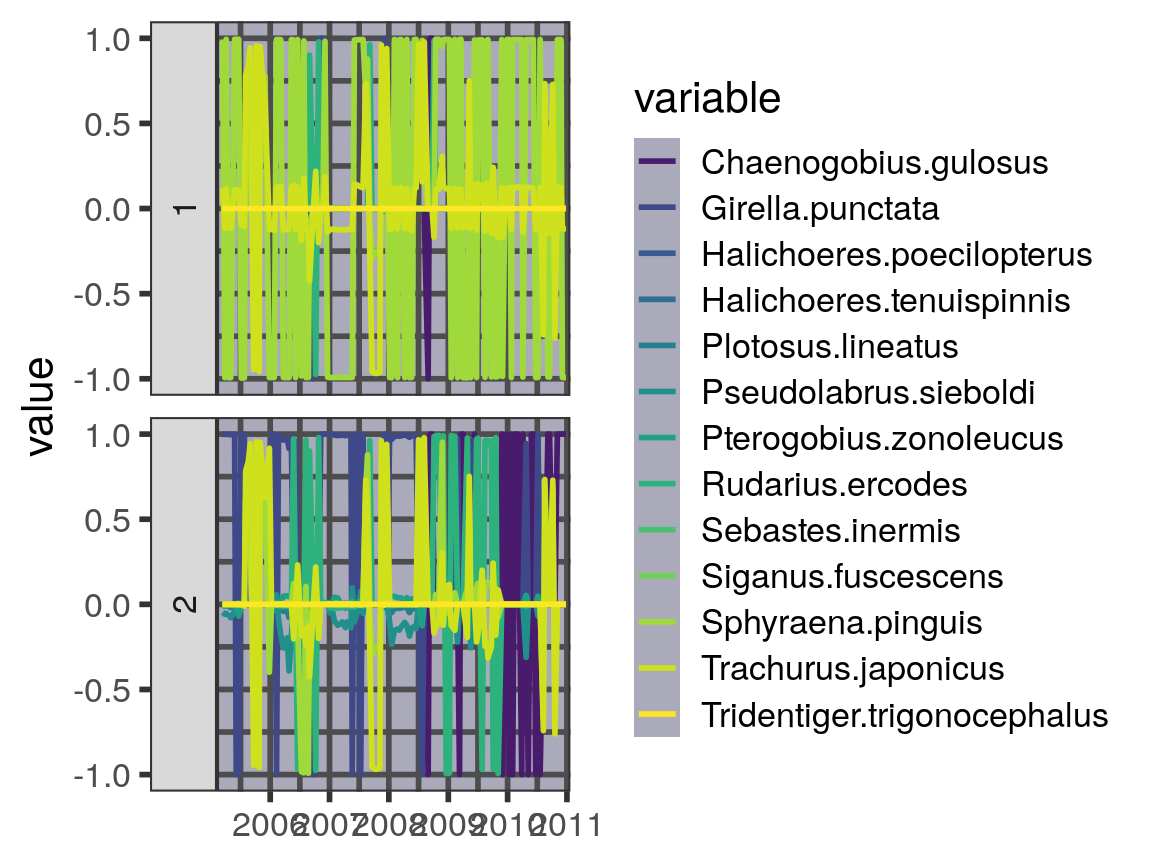 1.0
0.5
0.0
-0.5
-1.0
1
1.0
0.5
0.0
-0.5
-1.0
2
value
2006 2007 2008 2009 2010 2011
variable
Chaenogobius.gulosus
Girella.punctata
Halichoeres.poecilopterus
Halichoeres.tenuispinnis
Plotosus.lineatus
Pseudolabrus.sieboldi
Pterogobius.zonoleucus
Rudarius.ercodes
Sebastes.inermis
Siganus.fuscescens
Sphyraena.pinguis
Trachurus.japonicus
Tridentiger.trigonocephalus